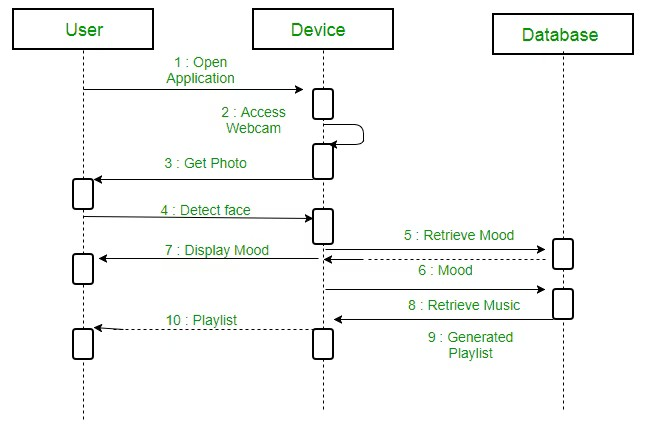 User
Device
Database
1 : Open
Application
2 : Access
Webcam
3 : Get Photo
4 : Detect face
5 : Retrieve Mood
7 : Display Mood
6 : Mood
8 : Retrieve Music
10 : Playlist
9 : Generated
Playlist